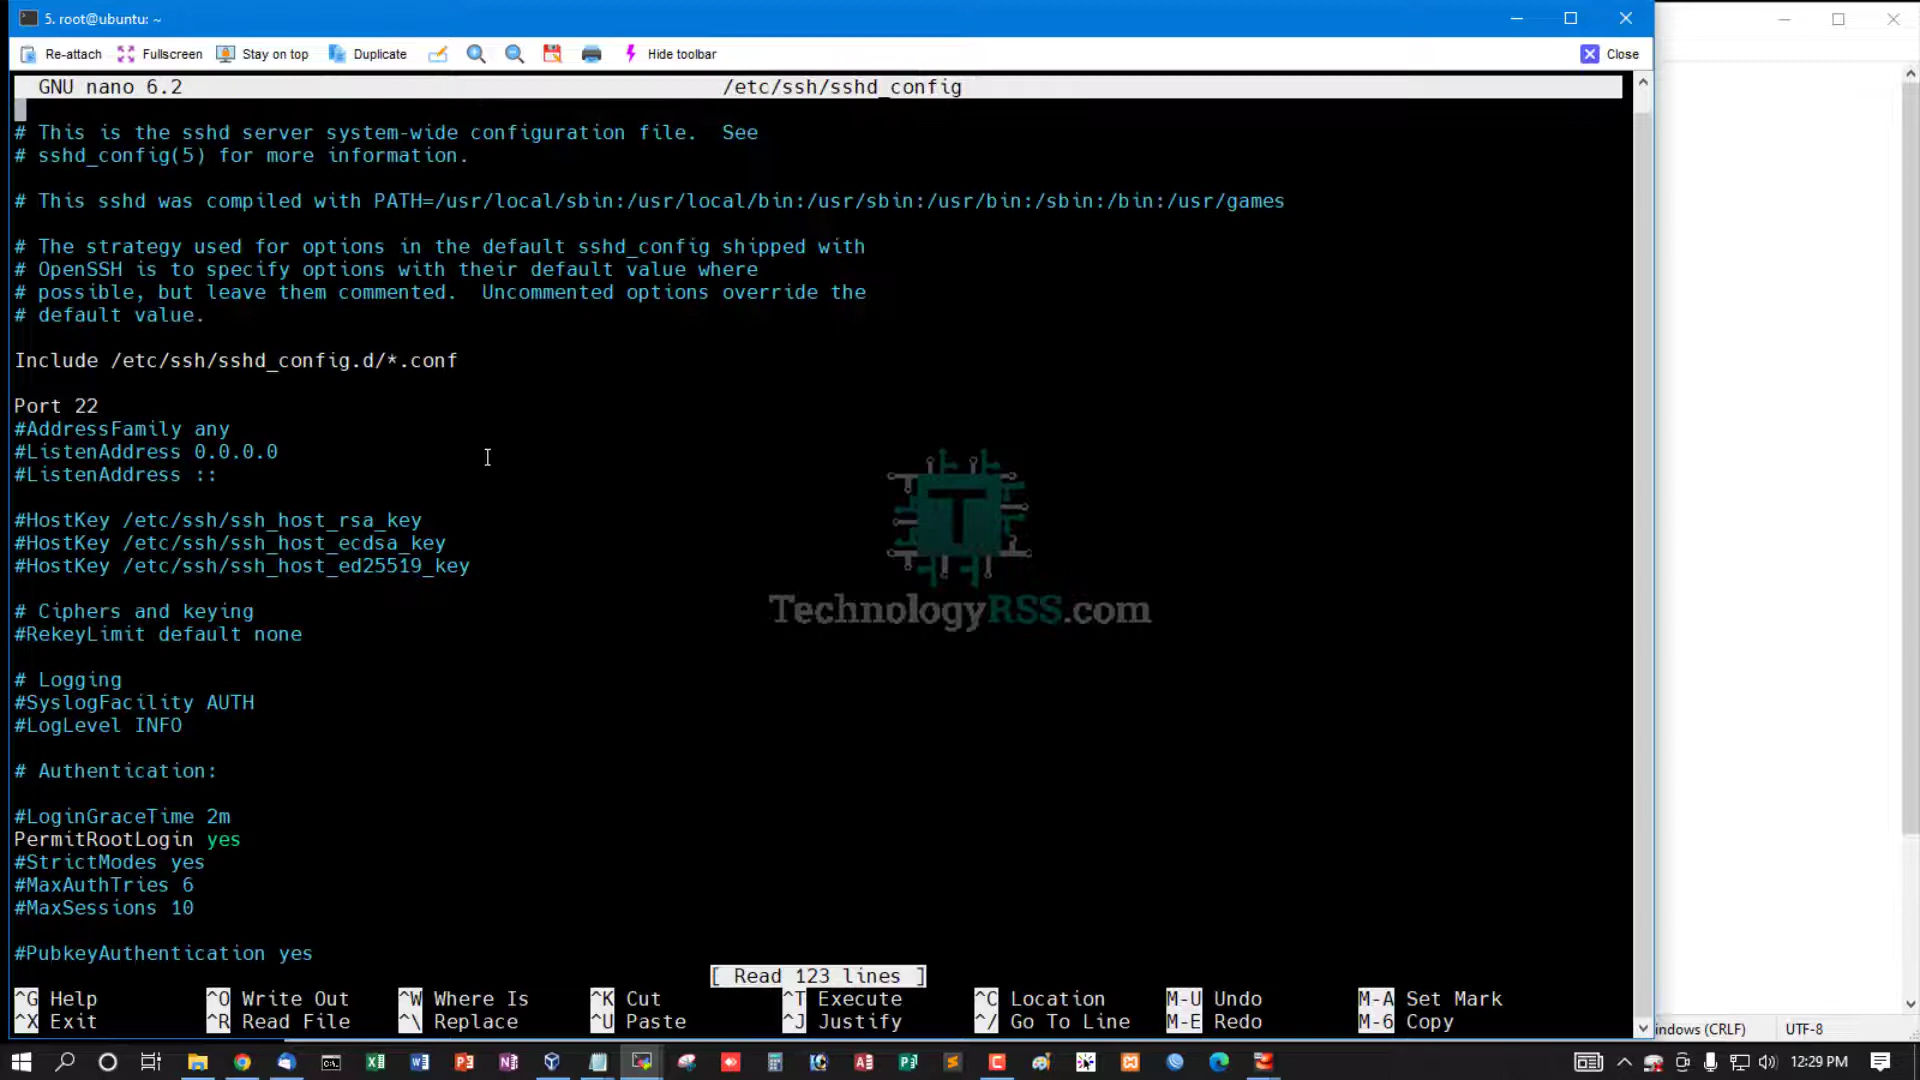 5. root@ubuntu: ~
Re-attach Fullscreen Stay on top Duplicate Hide toolbar Close
GNU nano 6.2 /etc/ssh/sshd_config
# This is the sshd server system-wide configuration file.  See
# sshd_config(5) for more information.
# This sshd was compiled with PATH=/usr/local/sbin:/usr/local/bin:/usr/sbin:/usr/bin:/sbin:/bin:/usr/games
# The strategy used for options in the default sshd_config shipped with
# OpenSSH is to specify options with their default value where
# possible, but leave them commented.  Uncommented options override the
# default value.
Include /etc/ssh/sshd_config.d/*.conf
Port 22
#AddressFamily any
#ListenAddress 0.0.0.0
#ListenAddress ::
#HostKey /etc/ssh/ssh_host_rsa_key
#HostKey /etc/ssh/ssh_host_ecdsa_key
#HostKey /etc/ssh/ssh_host_ed25519_key
TechnologyRSS.com
# Ciphers and keying
#RekeyLimit default none
# Logging
#SyslogFacility AUTH
#LogLevel INFO
# Authentication:
#LoginGraceTime 2m
PermitRootLogin yes
#StrictModes yes
#MaxAuthTries 6
#MaxSessions 10
#PubkeyAuthentication yes
[ Read 123 lines ]
^G Help ^O Write Out ^W Where Is ^K Cut ^T Execute ^C Location M-U Undo M-A Set Mark
^X Exit ^R Read File ^\ Replace ^U Paste ^J Justify ^/ Go To Line M-E Redo M-6 Copy
indows (CRLF) UTF-8
12:29 PM